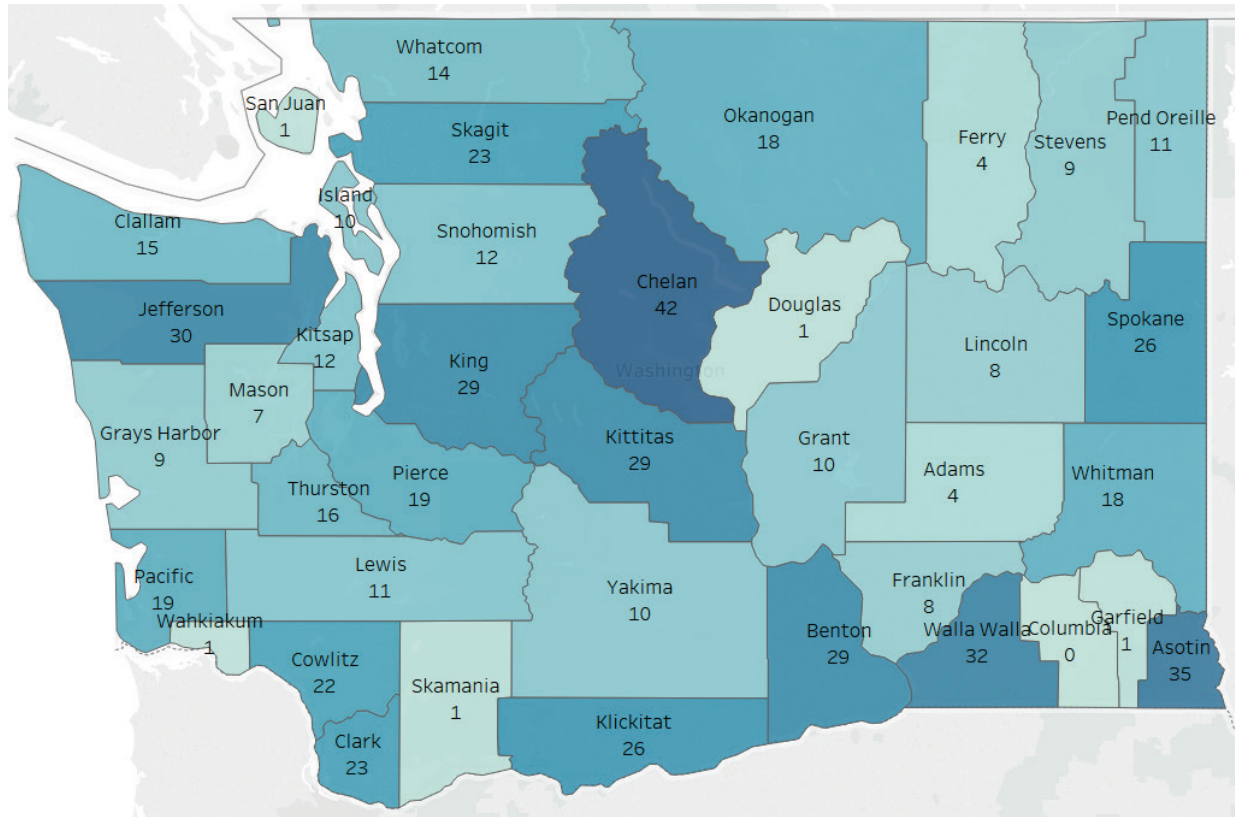 Whatcom
14
San Juan
1
Skagit
23
Okanogan
18
Ferry
4
Stevens
9
Pend Oreille
11
Island
10
Clallam
15
Snohomish
12
Chelan
42
Douglas
1
Jefferson
30
Kitsap
12
King
29
Lincoln
8
Spokane
26
Washington
Mason
7
Grays Harbor
9
Kittitas
29
Grant
10
Adams
4
Whitman
18
Thurston
16
Pierce
19
Pacific
19
Lewis
11
Yakima
10
Franklin
8
Wahkiakum
1
Benton
29
Walla Walla
32
Columbia
0
Garfield
1
Asotin
35
Cowlitz
22
Skamania
1
Klickitat
26
Clark
23